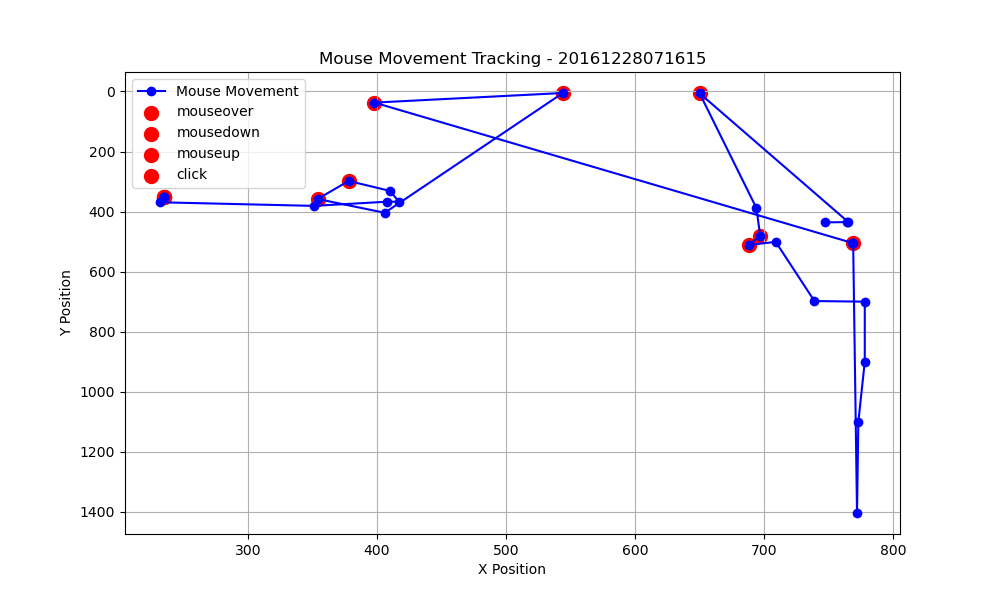 Mouse Movement Tracking - 20161228071615
Mouse Movement
mouseover
mousedown
mouseup
click
Y Position
0
200
400
600
800
1000
1200
1400
300 400 500 600 700 800
X Position